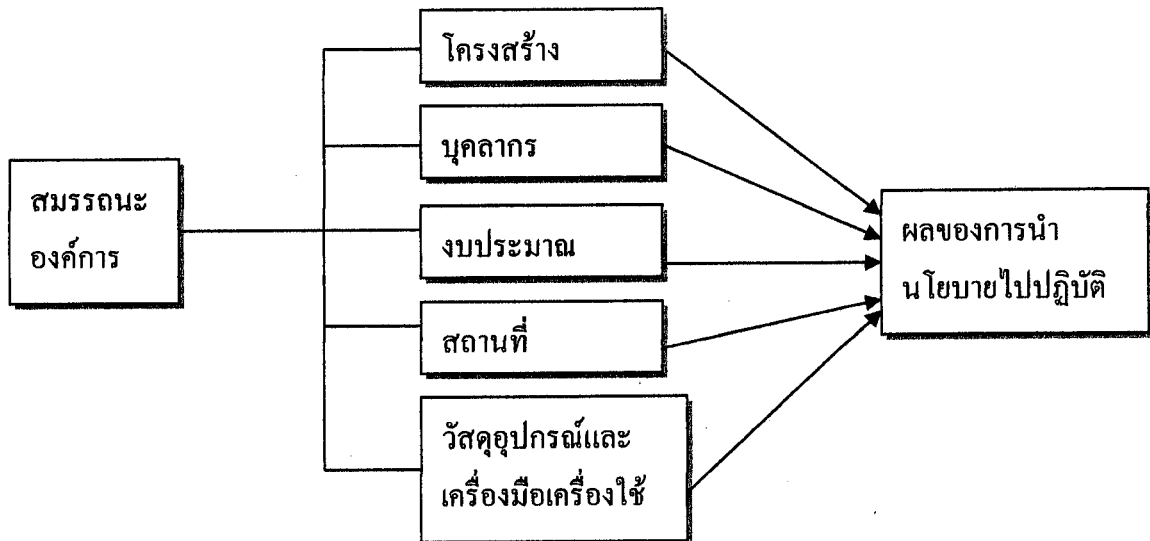 โครงสร้าง
บุคลากร
สมรรถนะ
องค์การ
งบประมาณ
ผลของการนำ
นโยบายไปปฏิบัติ
สถานที่
วัสดุอุปกรณ์และ
เครื่องมือเครื่องใช้